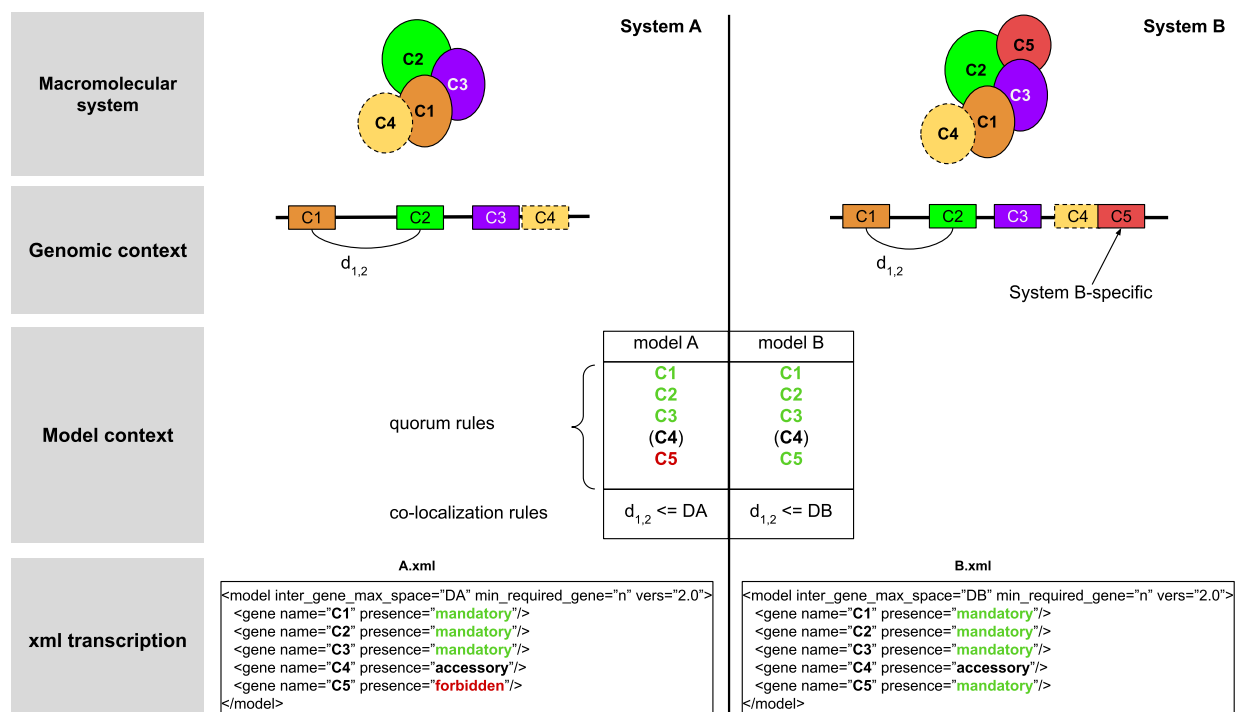 System A
System B
Macromolecular
system
C2
C3
C1
C4
C5
C2
C3
C1
C4
Genomic context
C1
C2
C3
C4
d1,2
C1
C2
C3
C4
C5
d1,2
System B-specific
Model context
model A
model B
quorum rules
C1
C2
C3
(C4)
C5
C1
C2
C3
(C4)
C5
co-localization rules
d1,2 <= DA
d1,2 <= DB
xml transcription
A.xml
<model inter_gene_max_space=”DA” min_required_gene=”n” vers=”2.0”>
<gene name=”C1” presence=”mandatory”/>
<gene name=”C2” presence=”mandatory”/>
<gene name=”C3” presence=”mandatory”/>
<gene name=”C4” presence=”accessory”/>
<gene name=”C5” presence=”forbidden”/>
</model>
B.xml
<model inter_gene_max_space=”DB” min_required_gene=”n” vers=”2.0”>
<gene name=”C1” presence=”mandatory”/>
<gene name=”C2” presence=”mandatory”/>
<gene name=”C3” presence=”mandatory”/>
<gene name=”C4” presence=”accessory”/>
<gene name=”C5” presence=”mandatory”/>
</model>